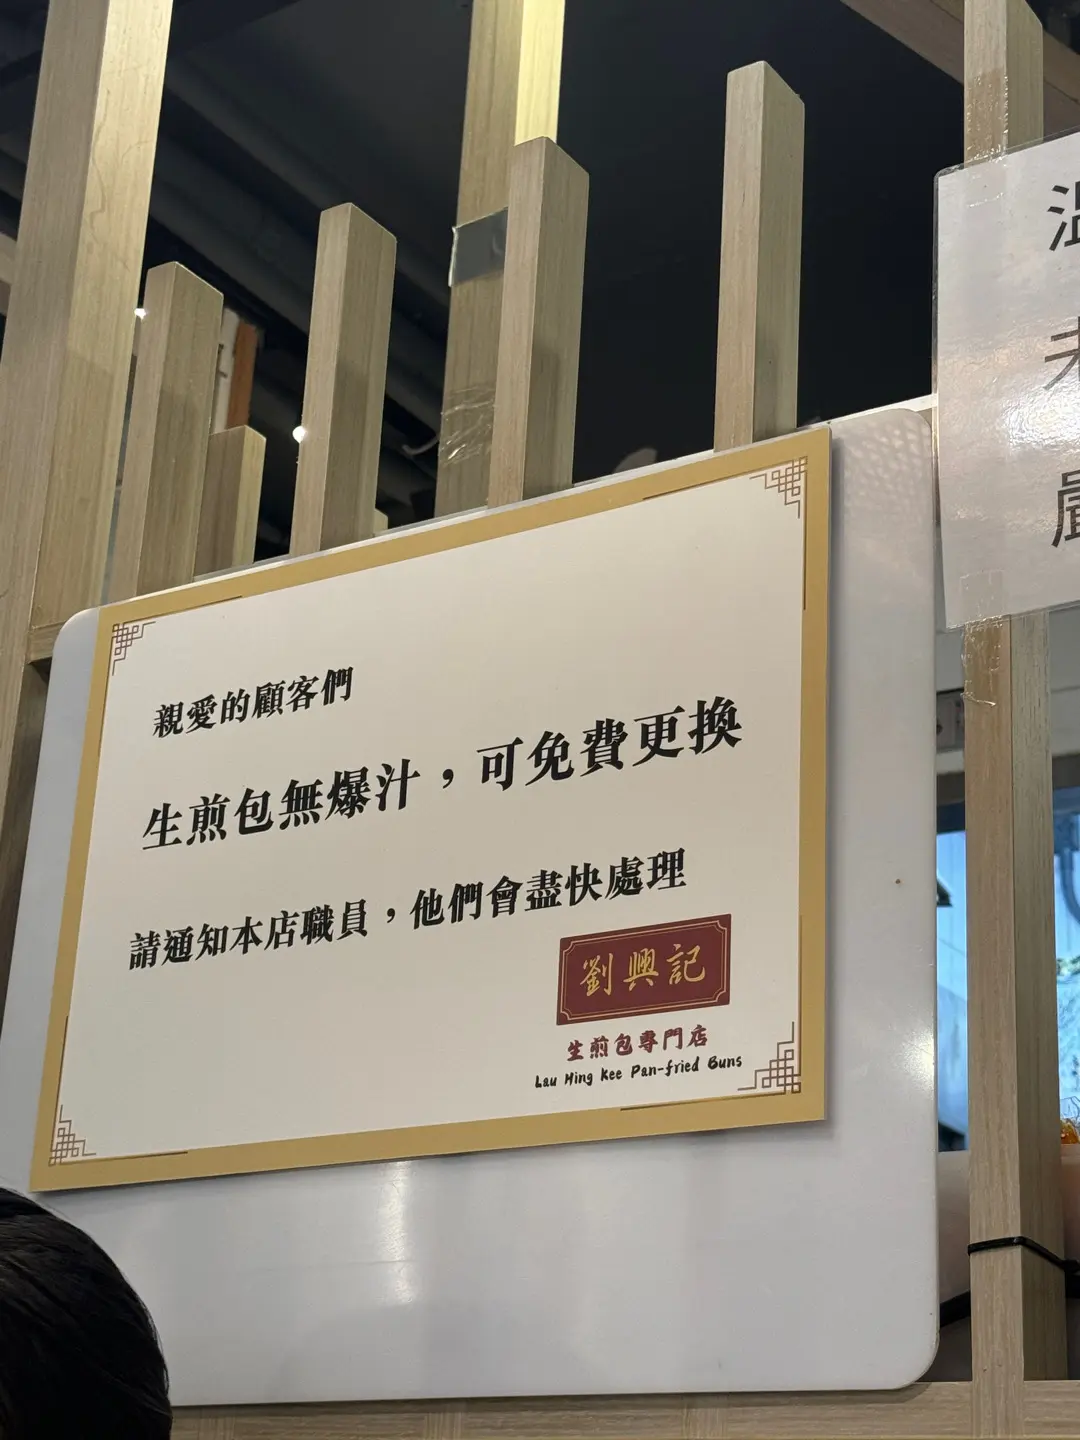 親愛的顧客們
生煎包無爆汁，可免費更換
請通知本店職員，他們會盡快處理
劉興記
生煎包專門店
Lau Hing Kee Pan-fried Buns